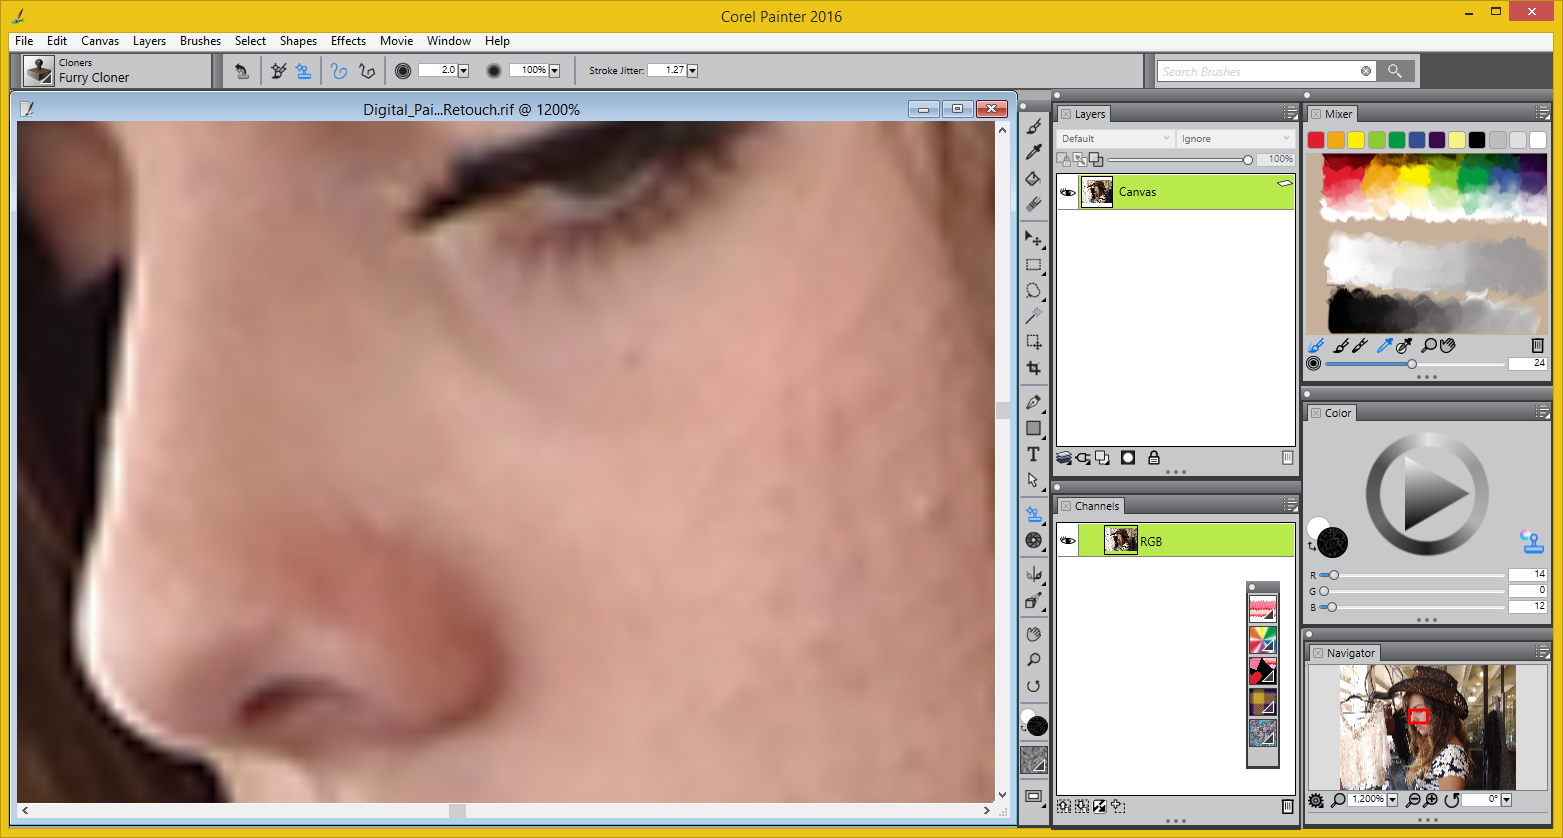 Corel Painter 2016
File Edit Canvas Layers Brushes Select Shapes Effects Movie Window Help
Cloners
Furry Cloner
2.0
100%
Stroke Jitter: 1.27
Search Brushes
Digital_Pai...Retouch.rif @ 1200%
Layers
Default Ignore
100%
Canvas
Channels
RGB
Mixer
24
Color
R 14
G 0
B 12
Navigator
1,200% 0°
T